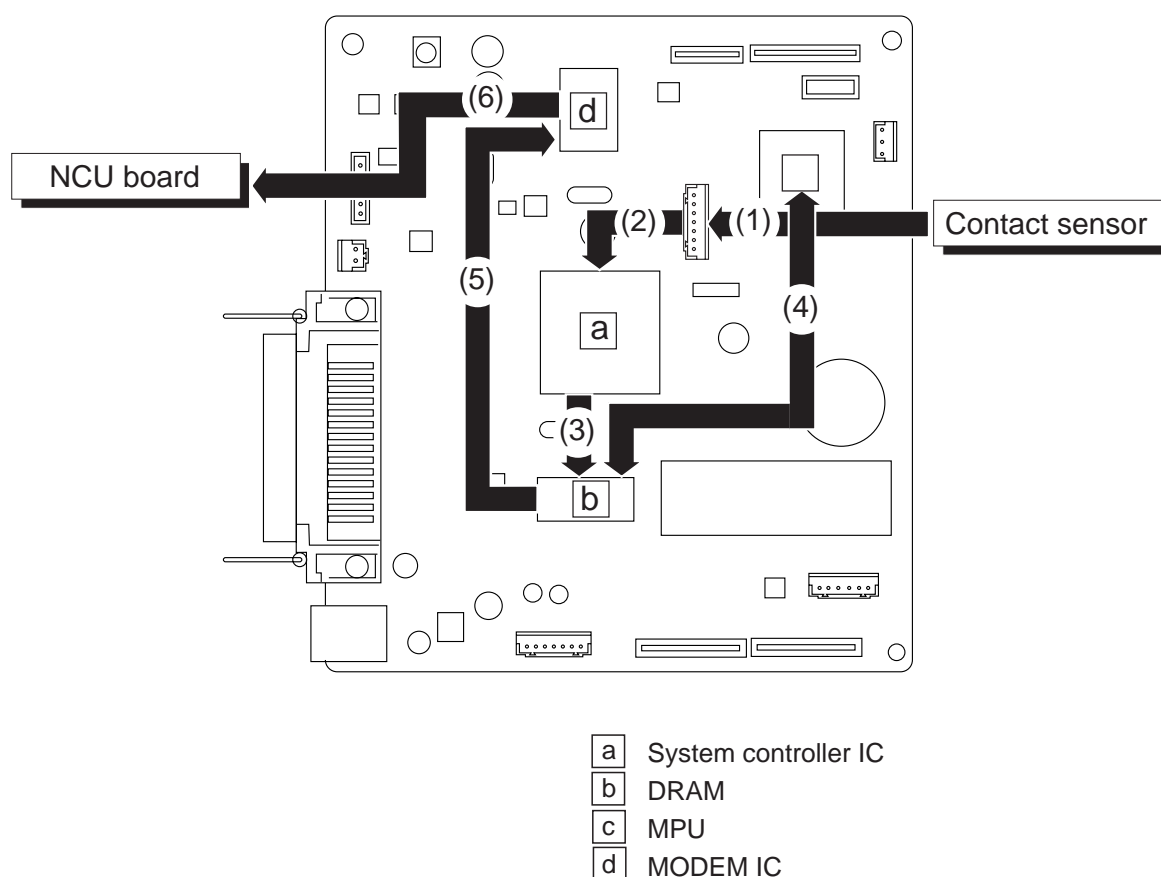 (6)
d
NCU board
(2)
(1)
Contact sensor
(5)
(4)
a
(3)
b
a System controller IC
b DRAM
c MPU
d MODEM IC